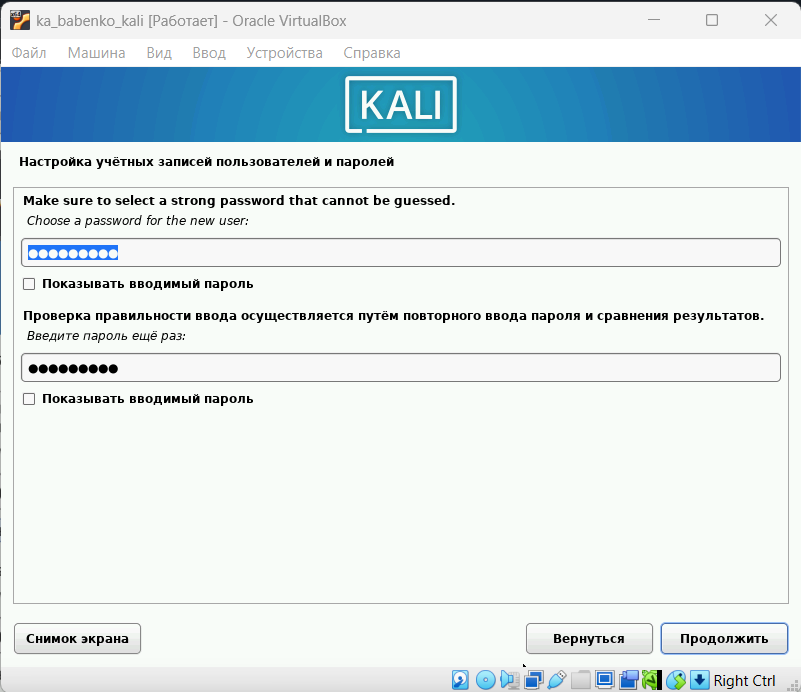 ka_babenko_kali [Работает] - Oracle VirtualBox
Файл Машина Вид Ввод Устройства Справка
KALI
Настройка учётных записей пользователей и паролей
Make sure to select a strong password that cannot be guessed.
Choose a password for the new user:
●●●●●●●●●
Показывать вводимый пароль
Проверка правильности ввода осуществляется путём повторного ввода пароля и сравнения результатов.
Введите пароль ещё раз:
●●●●●●●●●
Показывать вводимый пароль
Снимок экрана Вернуться Продолжить
Right Ctrl